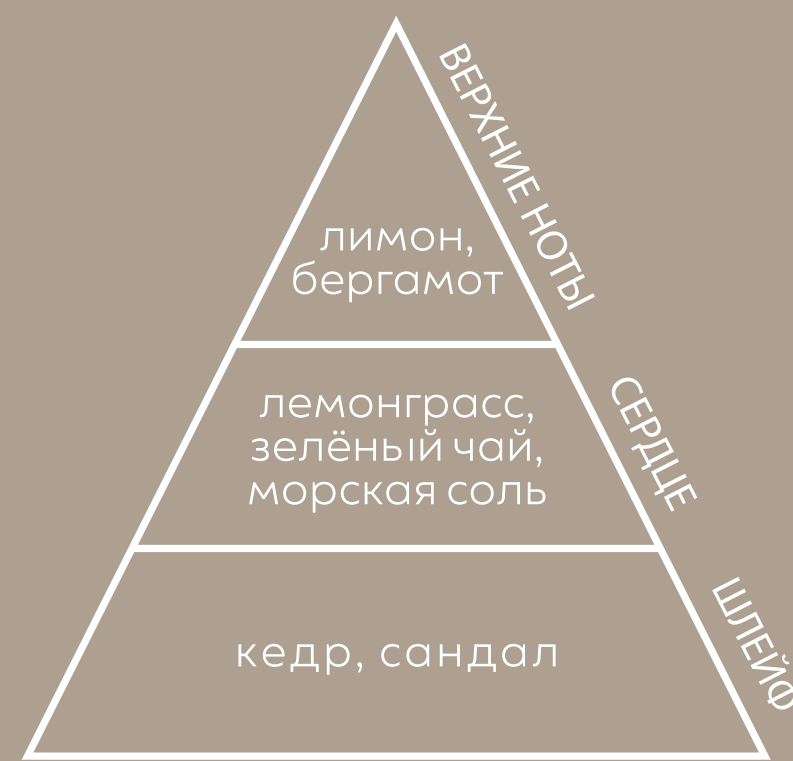 ВЕРХНИЕ НОТЫ
лимон,
бергамот
СЕРДЦЕ
лемонграсс,
зелёный чай,
морская соль
ШЛЕЙФ
кедр, сандал